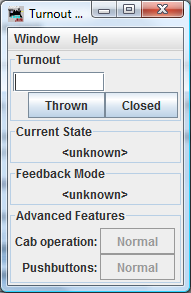 Turnout ...
Window Help
Turnout
Thrown Closed
Current State
<unknown>
Feedback Mode
<unknown>
Advanced Features
Cab operation: Normal
Pushbuttons: Normal